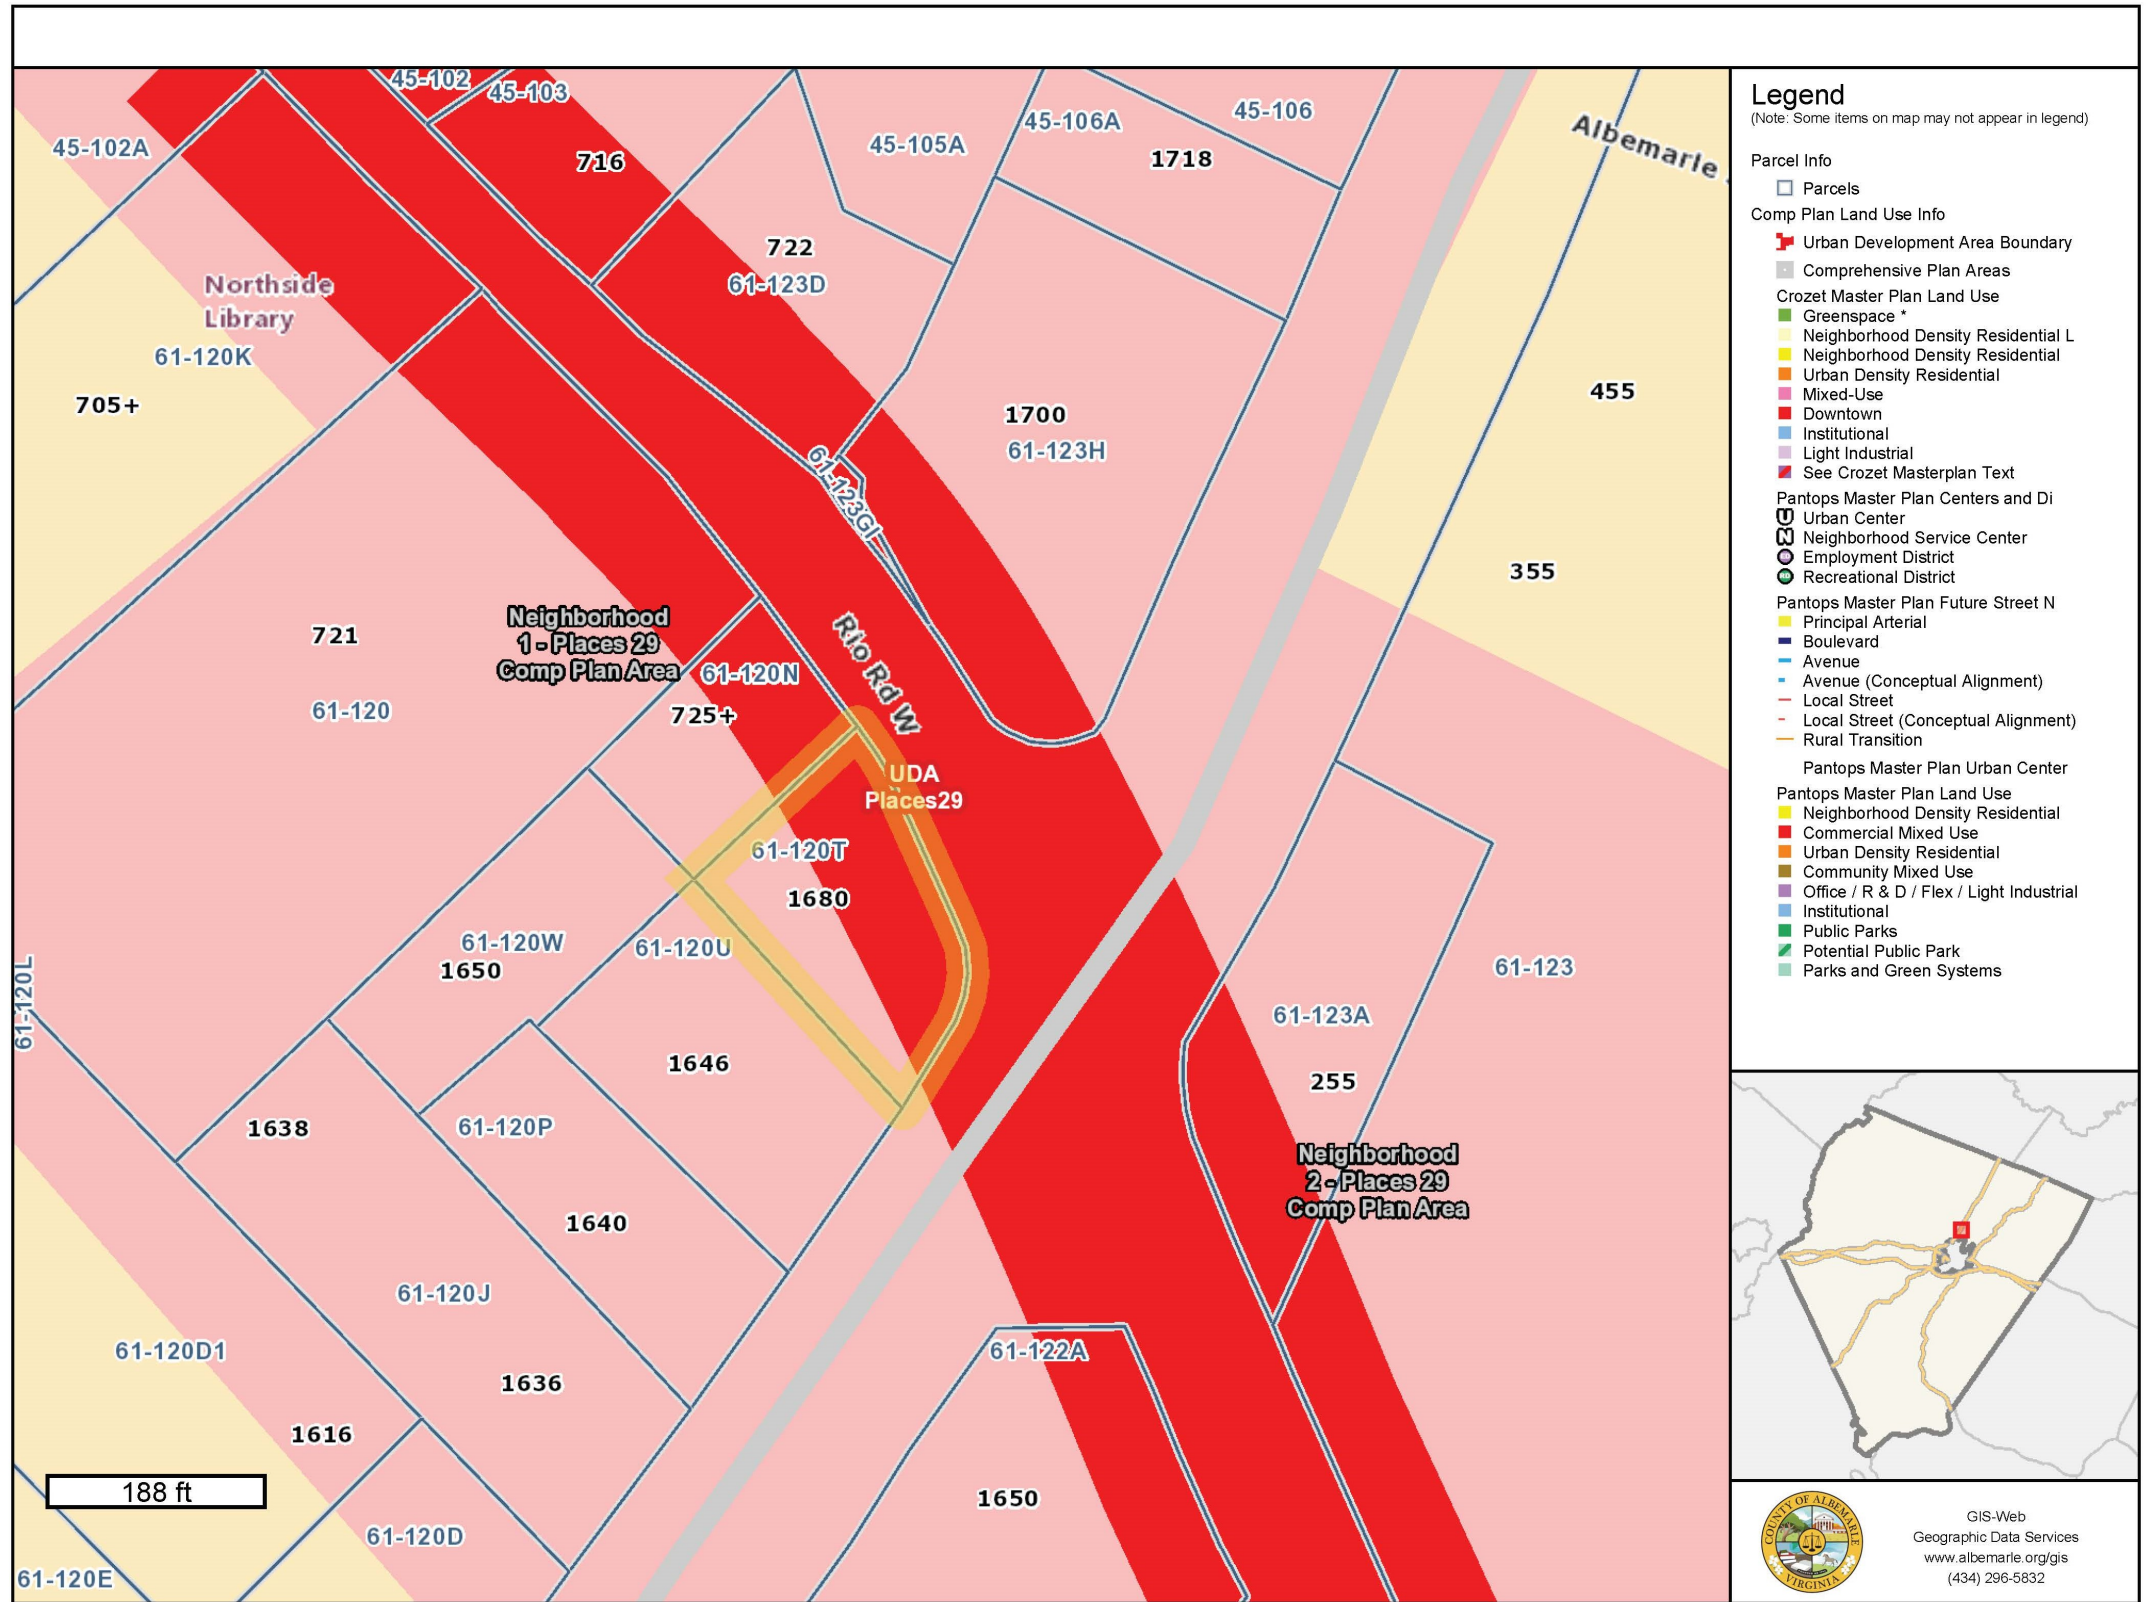 45-102
45-103
45-102A
716
45-105A
45-106A
45-106
1718
Albemarle
722
61-123D
Northside
Library
61-120K
705+
1700
61-123H
455
61-123GI
355
Neighborhood
1 - Places 29
Comp Plan Area
721
61-120
Rio Rd W
61-120N
725+
UDA
Places29
61-120T
1680
61-120W
1650
61-120U
61-120L
61-123
61-123A
1646
255
1638
61-120P
Neighborhood
2 - Places 29
Comp Plan Area
1640
61-120J
61-120D1
61-122A
1636
1616
188 ft
1650
61-120D
61-120E
Legend
(Note: Some items on map may not appear in legend)
Parcel Info
Parcels
Comp Plan Land Use Info
Urban Development Area Boundary
Comprehensive Plan Areas
Crozet Master Plan Land Use
Greenspace *
Neighborhood Density Residential L
Neighborhood Density Residential
Urban Density Residential
Mixed-Use
Downtown
Institutional
Light Industrial
See Crozet Masterplan Text
Pantops Master Plan Centers and Di
U Urban Center
N Neighborhood Service Center
Employment District
RD Recreational District
Pantops Master Plan Future Street N
Principal Arterial
Boulevard
Avenue
Avenue (Conceptual Alignment)
Local Street
Local Street (Conceptual Alignment)
Rural Transition
Pantops Master Plan Urban Center
Pantops Master Plan Land Use
Neighborhood Density Residential
Commercial Mixed Use
Urban Density Residential
Community Mixed Use
Office / R & D / Flex / Light Industrial
Institutional
Public Parks
Potential Public Park
Parks and Green Systems
COUNTY OF ALBEMARLE
VIRGINIA
GIS-Web
Geographic Data Services
www.albemarle.org/gis
(434) 296-5832